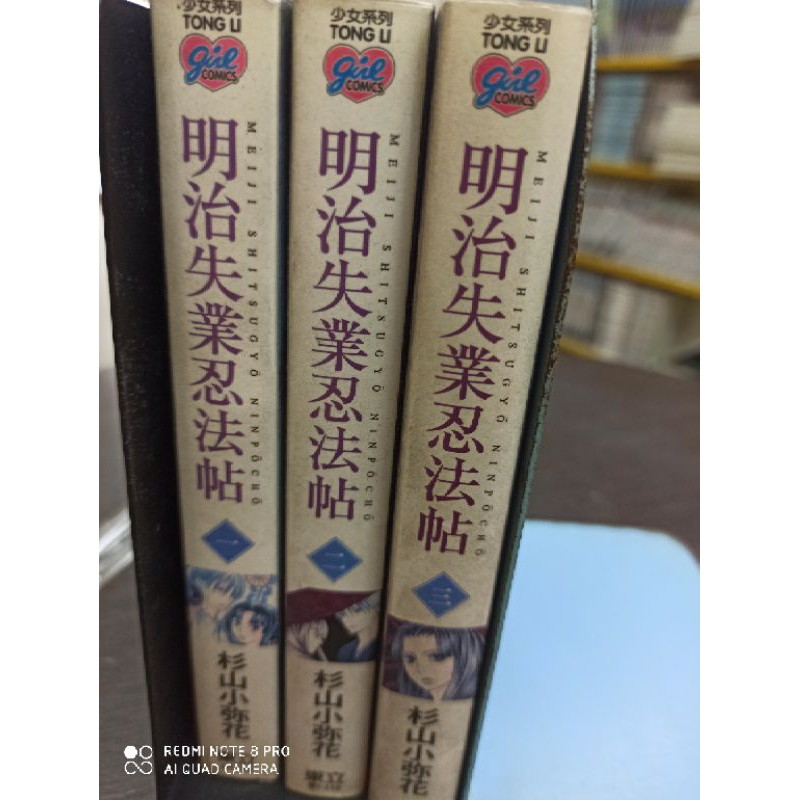 少女系列
TONG LI
girl
COMICS
明治失業忍法帖
MEIJI SHITSUGYŌ NINPŌCHŌ
一
杉山小弥花
少女系列
TONG LI
girl
COMICS
明治失業忍法帖
MEIJI SHITSUGYŌ NINPŌCHŌ
二
杉山小弥花
東立
少女系列
TONG LI
girl
COMICS
明治失業忍法帖
MEIJI SHITSUGYŌ NINPŌCHŌ
三
杉山小弥花
REDMI NOTE 8 PRO
AI QUAD CAMERA